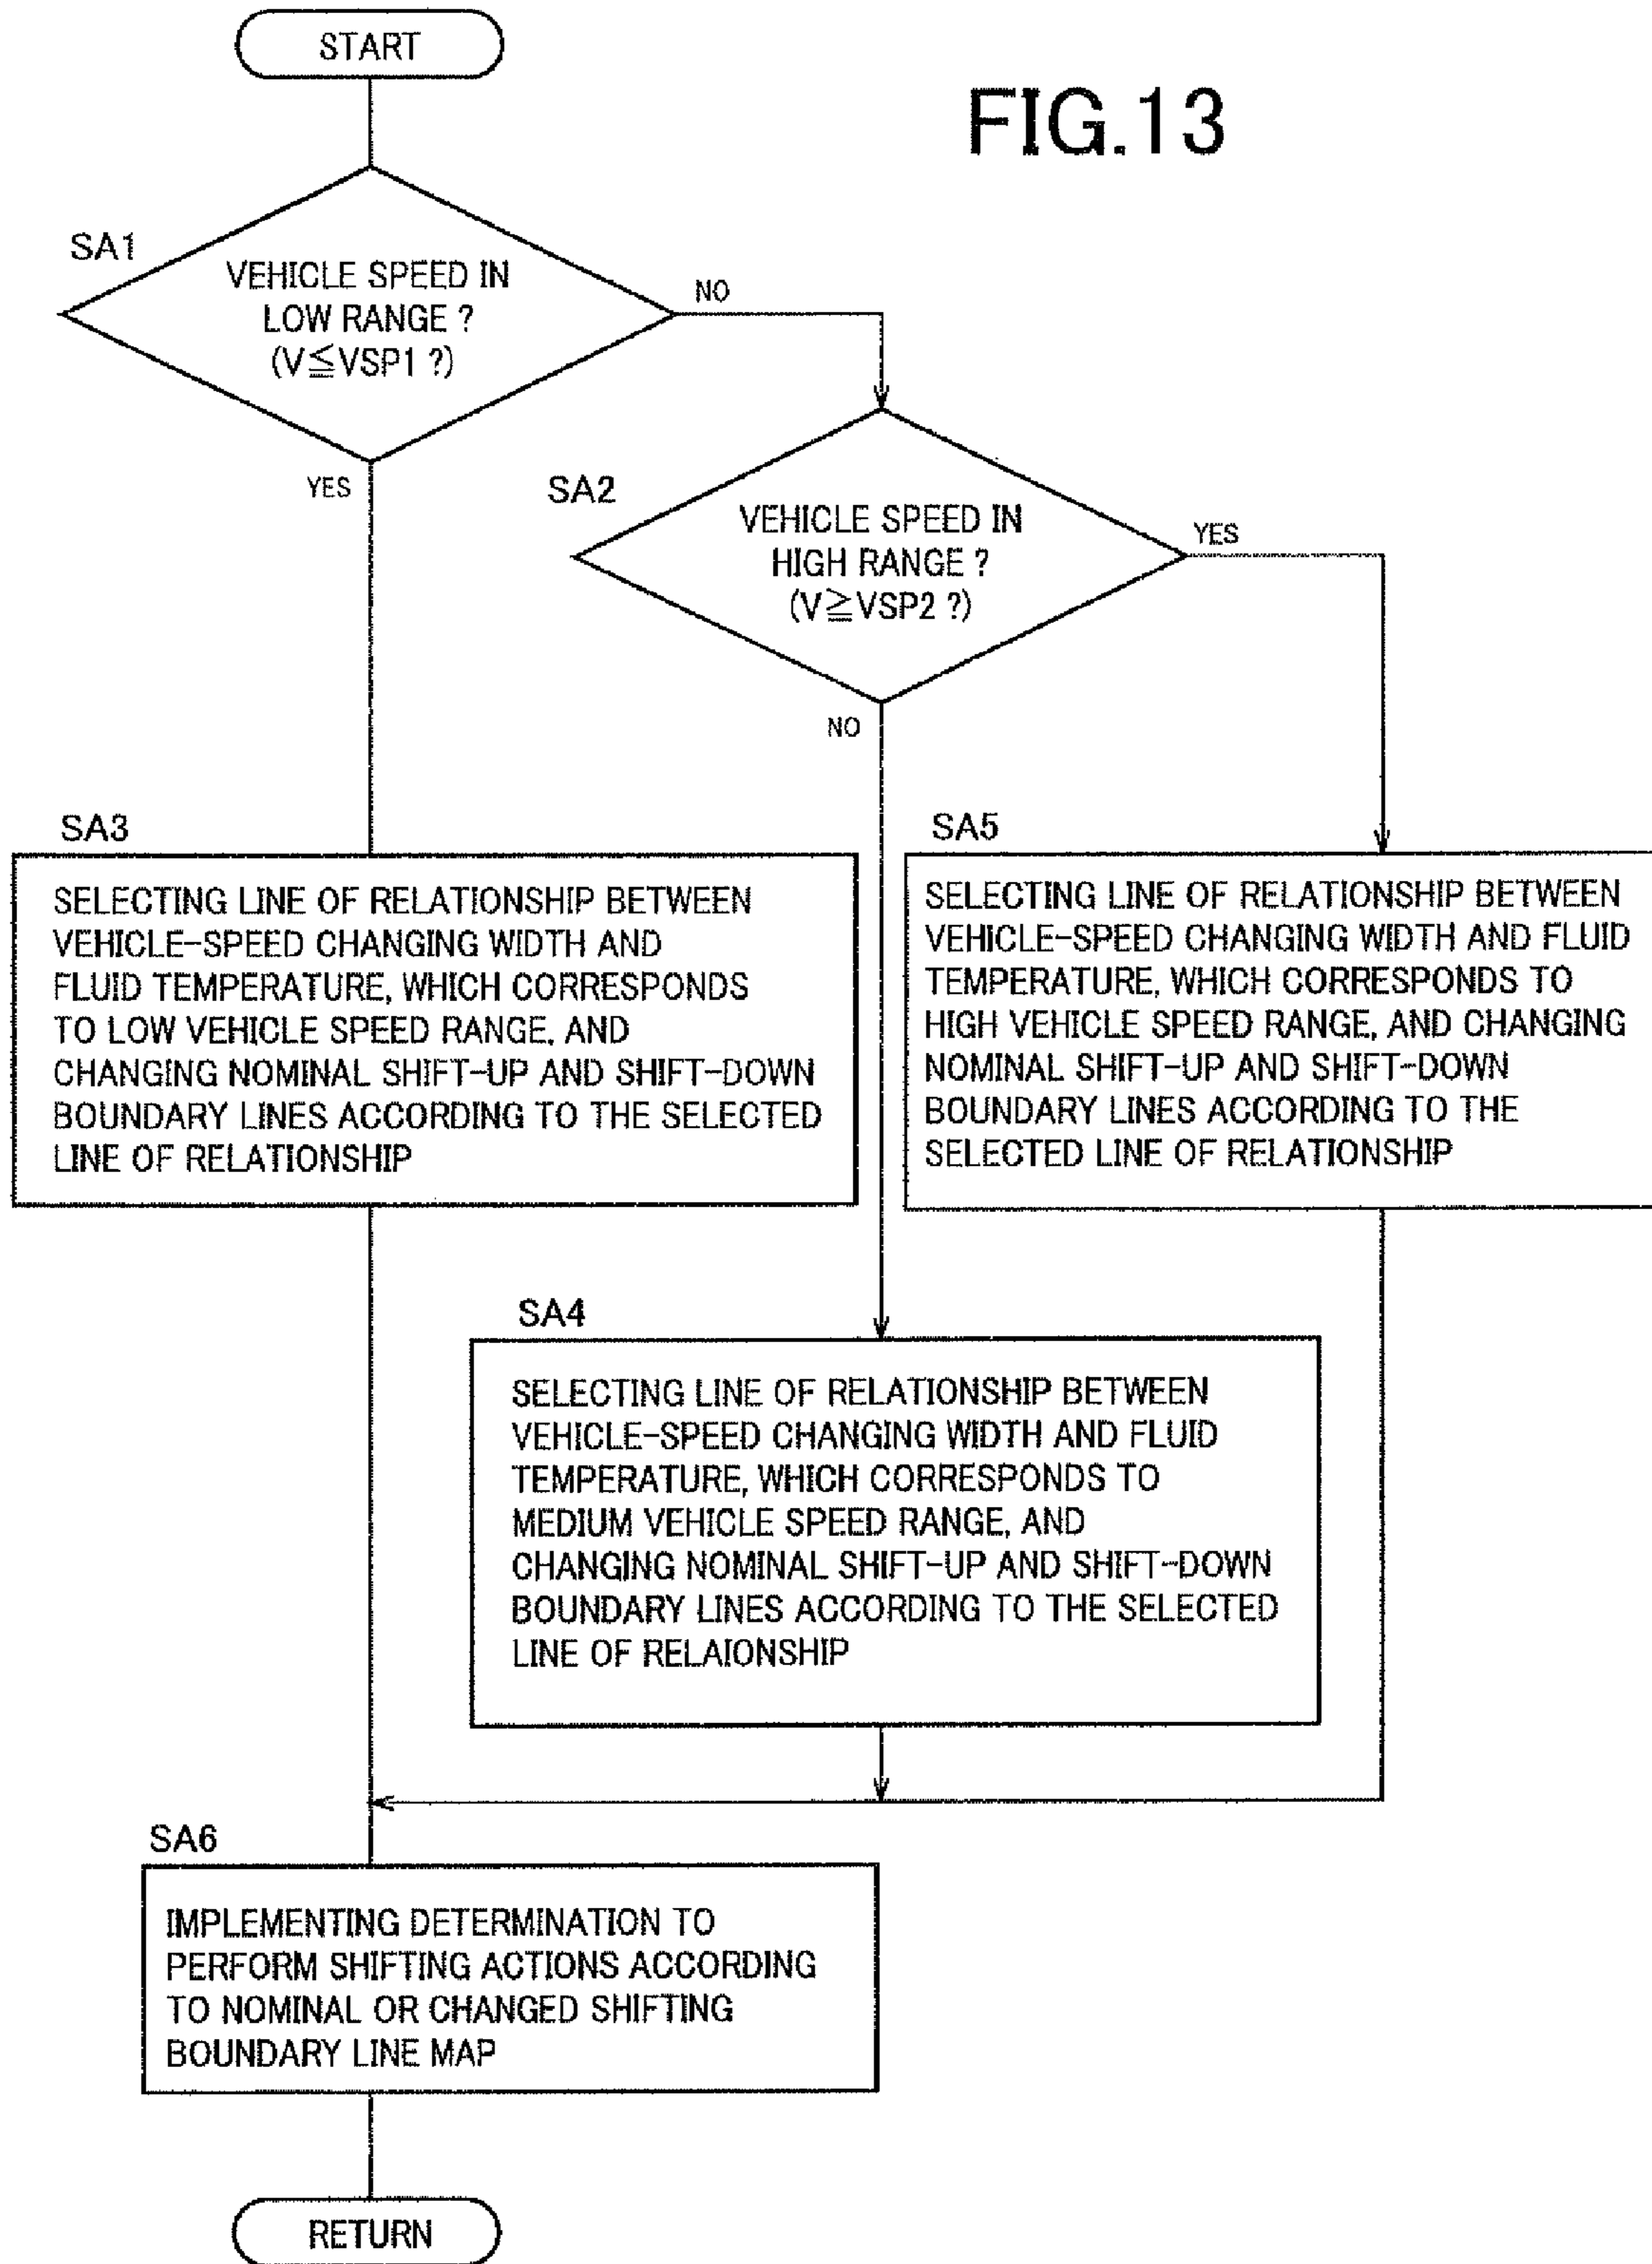 START
FIG.13
SA1
VEHICLE SPEED IN
LOW RANGE ?
(V≦VSP1 ?)
NO
YES
SA2
VEHICLE SPEED IN
HIGH RANGE ?
(V≧VSP2 ?)
YES
NO
SA3
SELECTING LINE OF RELATIONSHIP BETWEEN
VEHICLE-SPEED CHANGING WIDTH AND
FLUID TEMPERATURE, WHICH CORRESPONDS
TO LOW VEHICLE SPEED RANGE, AND
CHANGING NOMINAL SHIFT-UP AND SHIFT-DOWN
BOUNDARY LINES ACCORDING TO THE SELECTED
LINE OF RELATIONSHIP
SA5
SELECTING LINE OF RELATIONSHIP BETWEEN
VEHICLE-SPEED CHANGING WIDTH AND FLUID
TEMPERATURE, WHICH CORRESPONDS TO
HIGH VEHICLE SPEED RANGE, AND CHANGING
NOMINAL SHIFT-UP AND SHIFT-DOWN
BOUNDARY LINES ACCORDING TO THE
SELECTED LINE OF RELATIONSHIP
SA4
SELECTING LINE OF RELATIONSHIP BETWEEN
VEHICLE-SPEED CHANGING WIDTH AND FLUID
TEMPERATURE, WHICH CORRESPONDS TO
MEDIUM VEHICLE SPEED RANGE, AND
CHANGING NOMINAL SHIFT-UP AND SHIFT-DOWN
BOUNDARY LINES ACCORDING TO THE SELECTED
LINE OF RELAIONSHIP
SA6
IMPLEMENTING DETERMINATION TO
PERFORM SHIFTING ACTIONS ACCORDING
TO NOMINAL OR CHANGED SHIFTING
BOUNDARY LINE MAP
RETURN